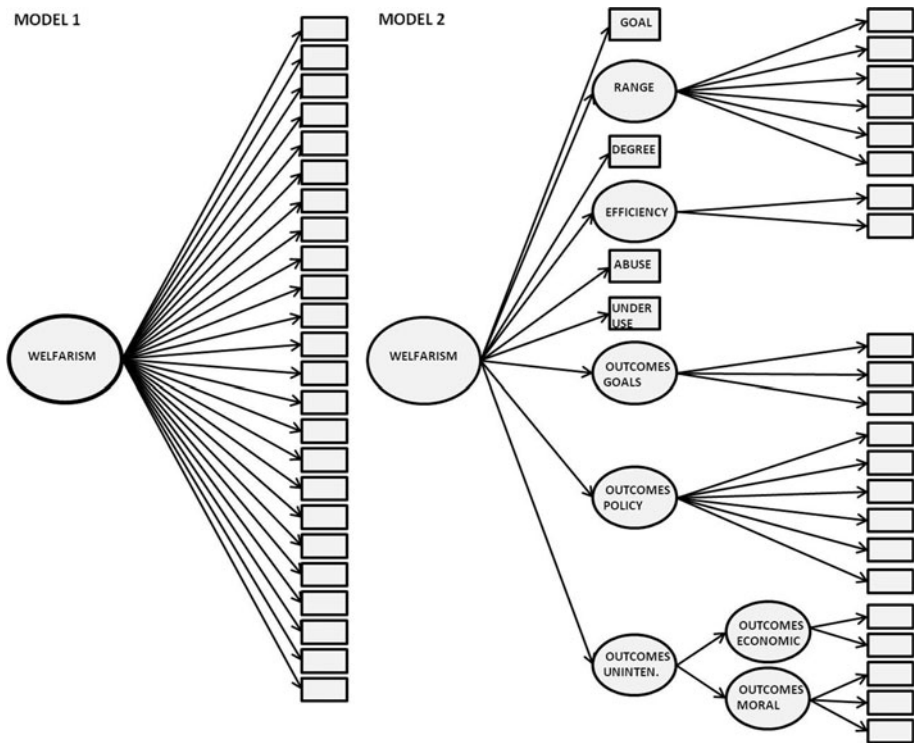 MODEL 1
WELFARISM
MODEL 2
WELFARISM
GOAL
RANGE
DEGREE
EFFICIENCY
ABUSE
UNDER
USE
OUTCOMES
GOALS
OUTCOMES
POLICY
OUTCOMES
UNINTEN.
OUTCOMES
ECONOMIC
OUTCOMES
MORAL